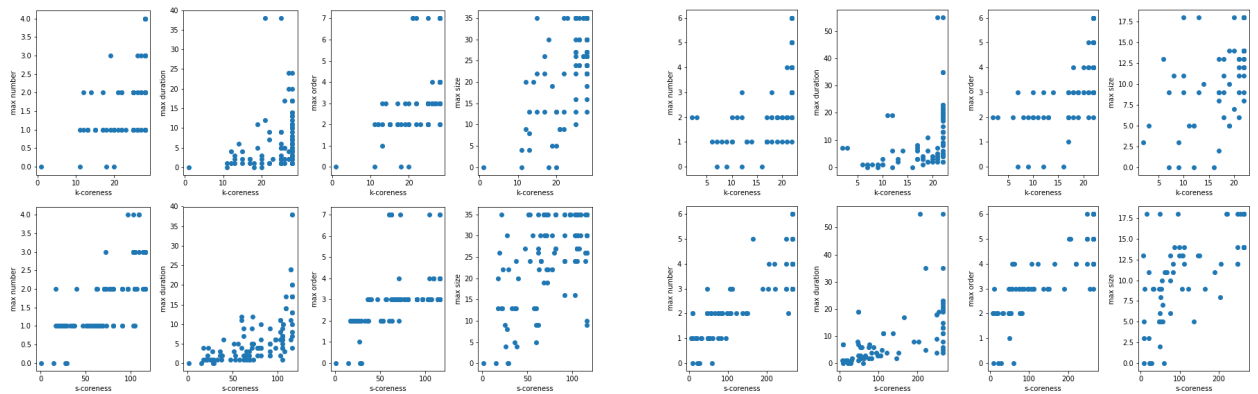 max number
4.0
3.5
3.0
2.5
2.0
1.5
1.0
0.5
0.0
0 20
k-coreness
max duration
40
35
30
25
20
15
10
5
0
0 20
k-coreness
max order
7
6
5
4
3
2
1
0
0 20
k-coreness
max size
35
30
25
20
15
10
5
0
0 20
k-coreness
max number
6
5
4
3
2
1
0
5 10 15 20
k-coreness
max duration
50
40
30
20
10
0
5 10 15 20
k-coreness
max order
6
5
4
3
2
1
0
5 10 15 20
k-coreness
max size
17.5
15.0
12.5
10.0
7.5
5.0
2.5
0.0
5 10 15 20
k-coreness
max number
4.0
3.5
3.0
2.5
2.0
1.5
1.0
0.5
0.0
0 50 100
s-coreness
max duration
40
35
30
25
20
15
10
5
0
0 50 100
s-coreness
max order
7
6
5
4
3
2
1
0
0 50 100
s-coreness
max size
35
30
25
20
15
10
5
0
0 50 100
s-coreness
max number
6
5
4
3
2
1
0
0 100 200
s-coreness
max duration
50
40
30
20
10
0
0 100 200
s-coreness
max order
6
5
4
3
2
1
0
0 100 200
s-coreness
max size
17.5
15.0
12.5
10.0
7.5
5.0
2.5
0.0
0 100 200
s-coreness